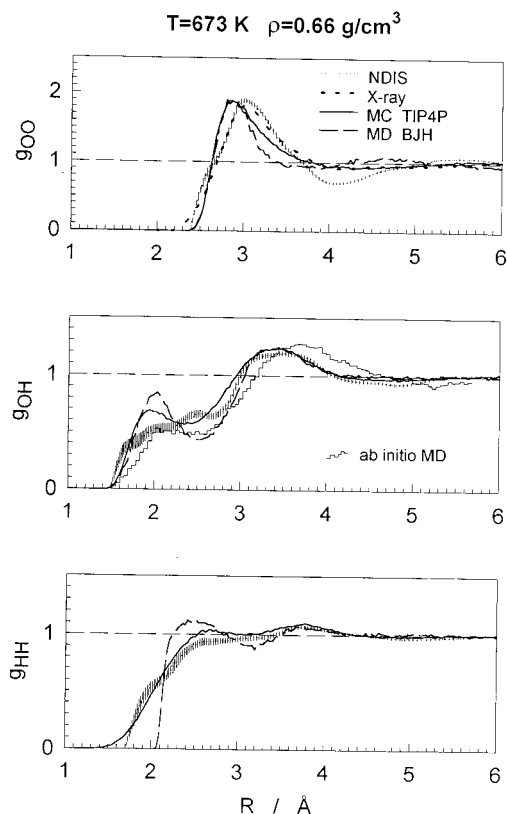 T=673 K ρ=0.66 g/cm³
NDIS
X-ray
MC TIP4P
MD BJH
g_OO
2
1
0
1 2 3 4 5 6
g_OH
1
0
ab initio MD
1 2 3 4 5 6
g_HH
1
0
1 2 3 4 5 6
R / Å